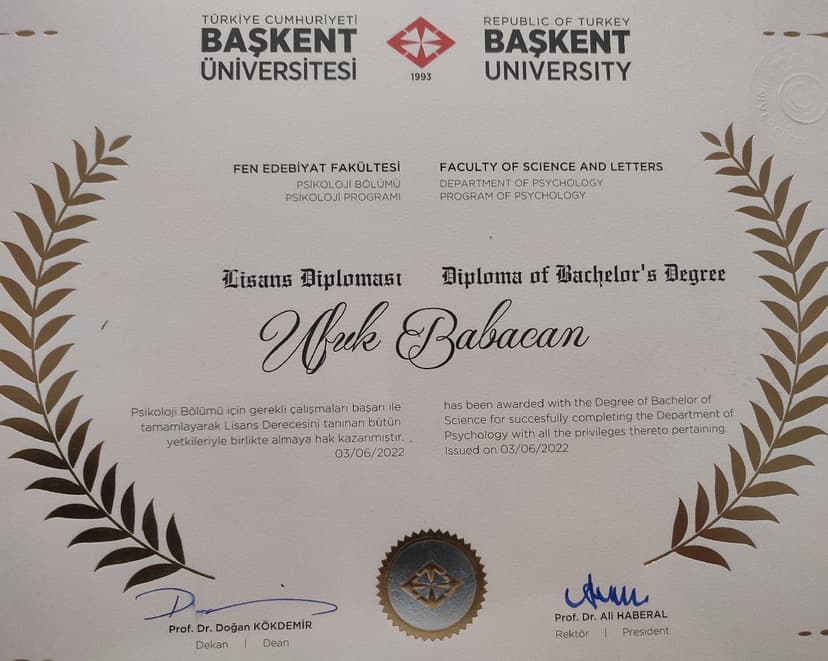 TÜRKİYE CUMHURİYETİ
BAŞKENT
ÜNİVERSİTESİ
1993
REPUBLIC OF TURKEY
BAŞKENT
UNIVERSITY
FEN EDEBİYAT FAKÜLTESİ
PSİKOLOJİ BÖLÜMÜ
PSİKOLOJİ PROGRAMI
FACULTY OF SCIENCE AND LETTERS
DEPARTMENT OF PSYCHOLOGY
PROGRAM OF PSYCHOLOGY
Lisans Diploması
Diploma of Bachelor's Degree
Ufuk Babacan
Psikoloji Bölümü için gerekli çalışmaları başarı ile
tamamlayarak Lisans Derecesini tanınan bütün
yetkileriyle birlikte almaya hak kazanmıştır.
03/06/2022
has been awarded with the Degree of Bachelor of
Science for succesfully completing the Department of
Psychology with all the privileges thereto pertaining.
Issued on 03/06/2022
Prof. Dr. Doğan KÖKDEMİR
Dekan | Dean
Prof. Dr. Ali HABERAL
Rektör | President